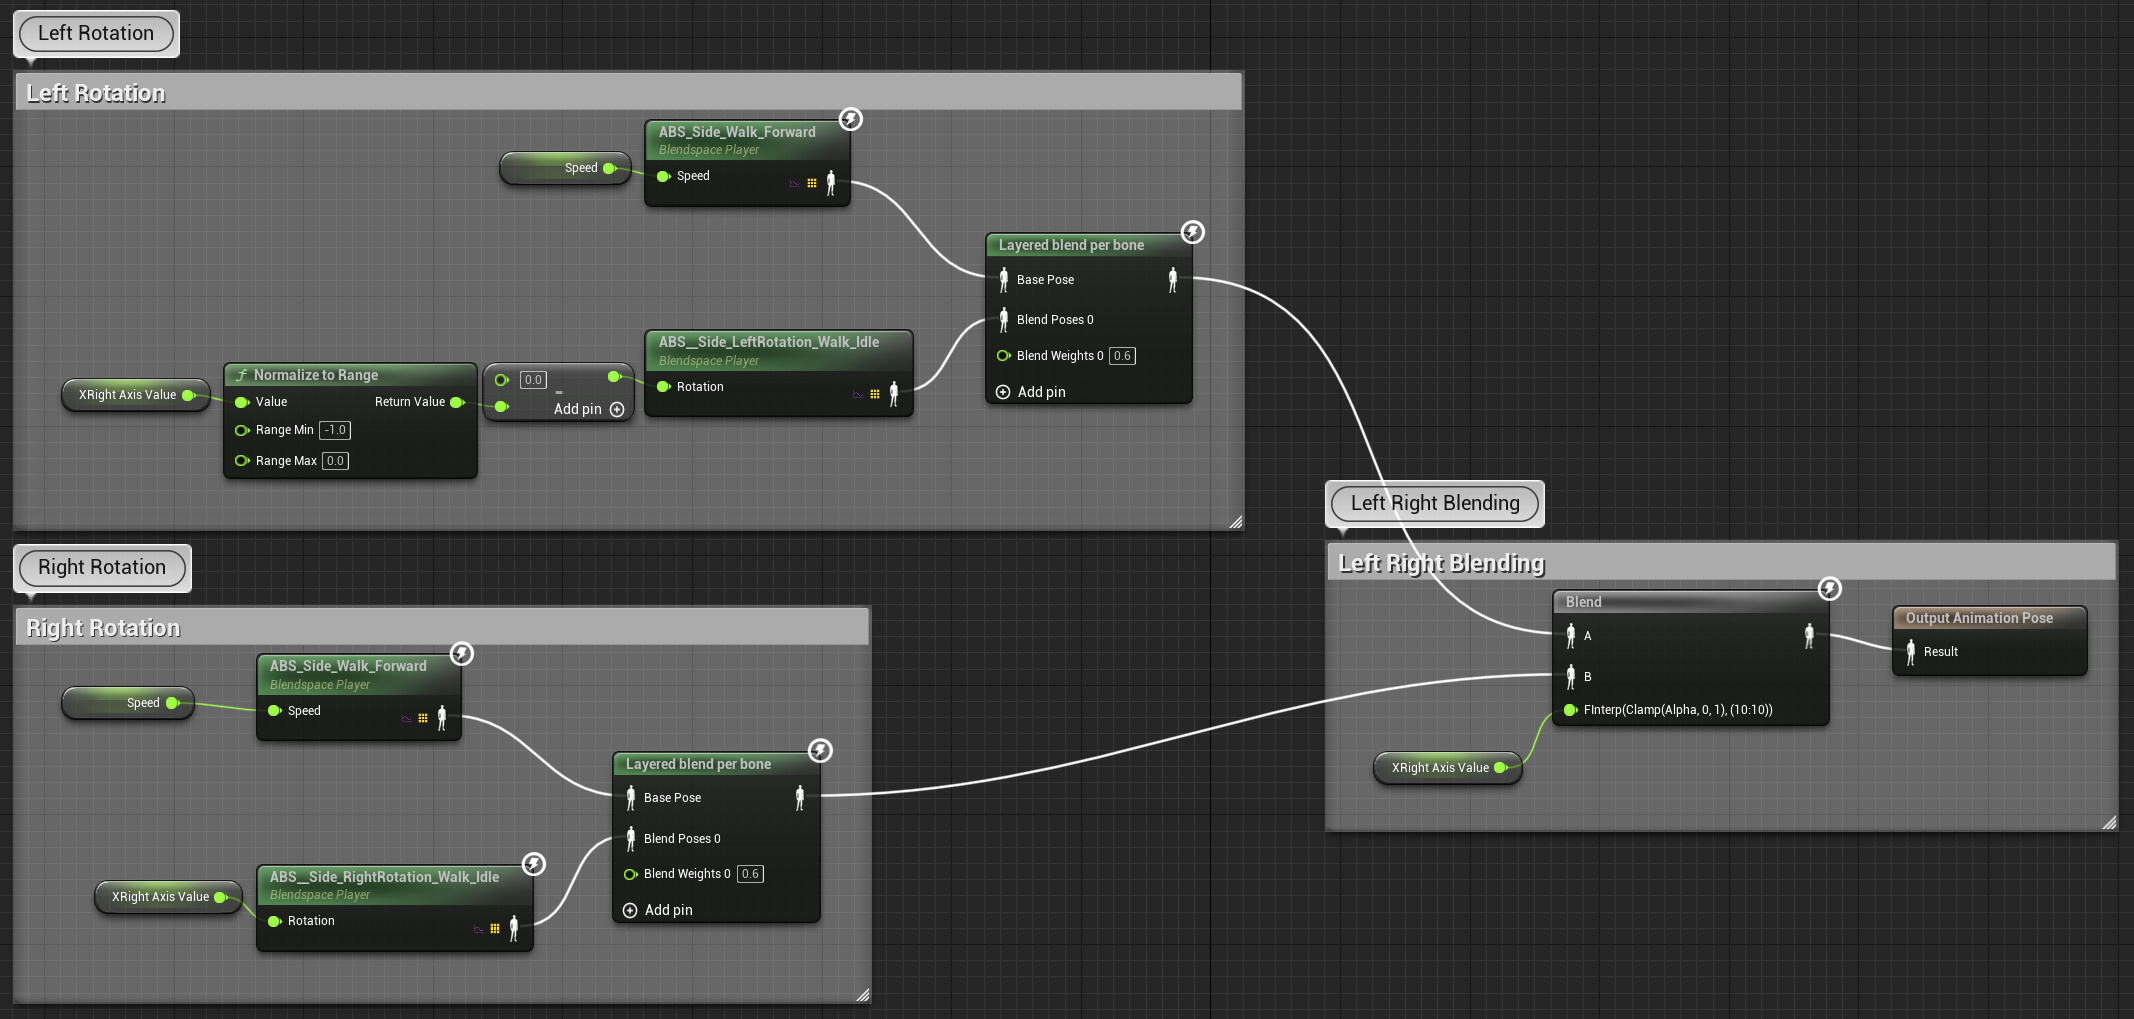 Left Rotation
Left Rotation
ABS_Side_Walk_Forward
Blendspace Player
Speed
Speed
Layered blend per bone
Base Pose
Blend Poses 0
Blend Weights 0 0.6
Add pin
ABS__Side_LeftRotation_Walk_Idle
Blendspace Player
Rotation
XRight Axis Value
Normalize to Range
Value
Return Value
Range Min -1.0
Range Max 0.0
0.0
-
Add pin
Right Rotation
Right Rotation
ABS_Side_Walk_Forward
Blendspace Player
Speed
Speed
Layered blend per bone
Base Pose
Blend Poses 0
Blend Weights 0 0.6
Add pin
ABS__Side_RightRotation_Walk_Idle
Blendspace Player
XRight Axis Value
Rotation
Left Right Blending
Left Right Blending
Blend
A
B
FInterp(Clamp(Alpha, 0, 1), (10:10))
XRight Axis Value
Output Animation Pose
Result